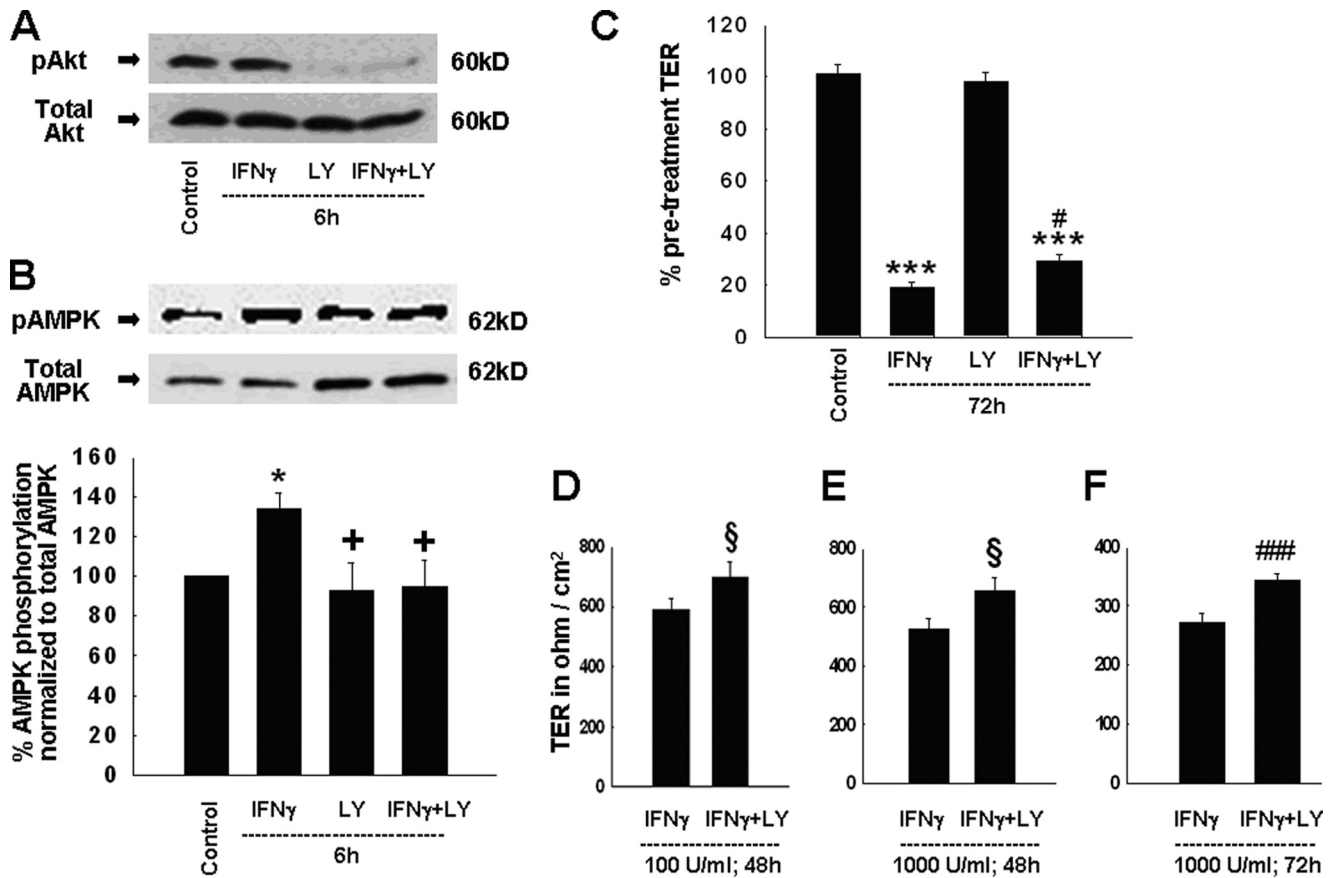 A
pAkt → 60kD
Total Akt → 60kD
Control IFNγ LY IFNγ+LY
6h
B
pAMPK → 62kD
Total AMPK → 62kD
% AMPK phosphorylation
normalized to total AMPK
160
140
120
100
80
60
40
20
0
*
+
+
Control IFNγ LY IFNγ+LY
6h
C
% pre-treatment TER
120
100
80
60
40
20
0
***
#
***
Control IFNγ LY IFNγ+LY
72h
D
TER in ohm / cm²
800
600
400
200
0
§
IFNγ IFNγ+LY
100 U/ml; 48h
E
800
600
400
200
0
§
IFNγ IFNγ+LY
1000 U/ml; 48h
F
400
300
200
100
0
###
IFNγ IFNγ+LY
1000 U/ml; 72h